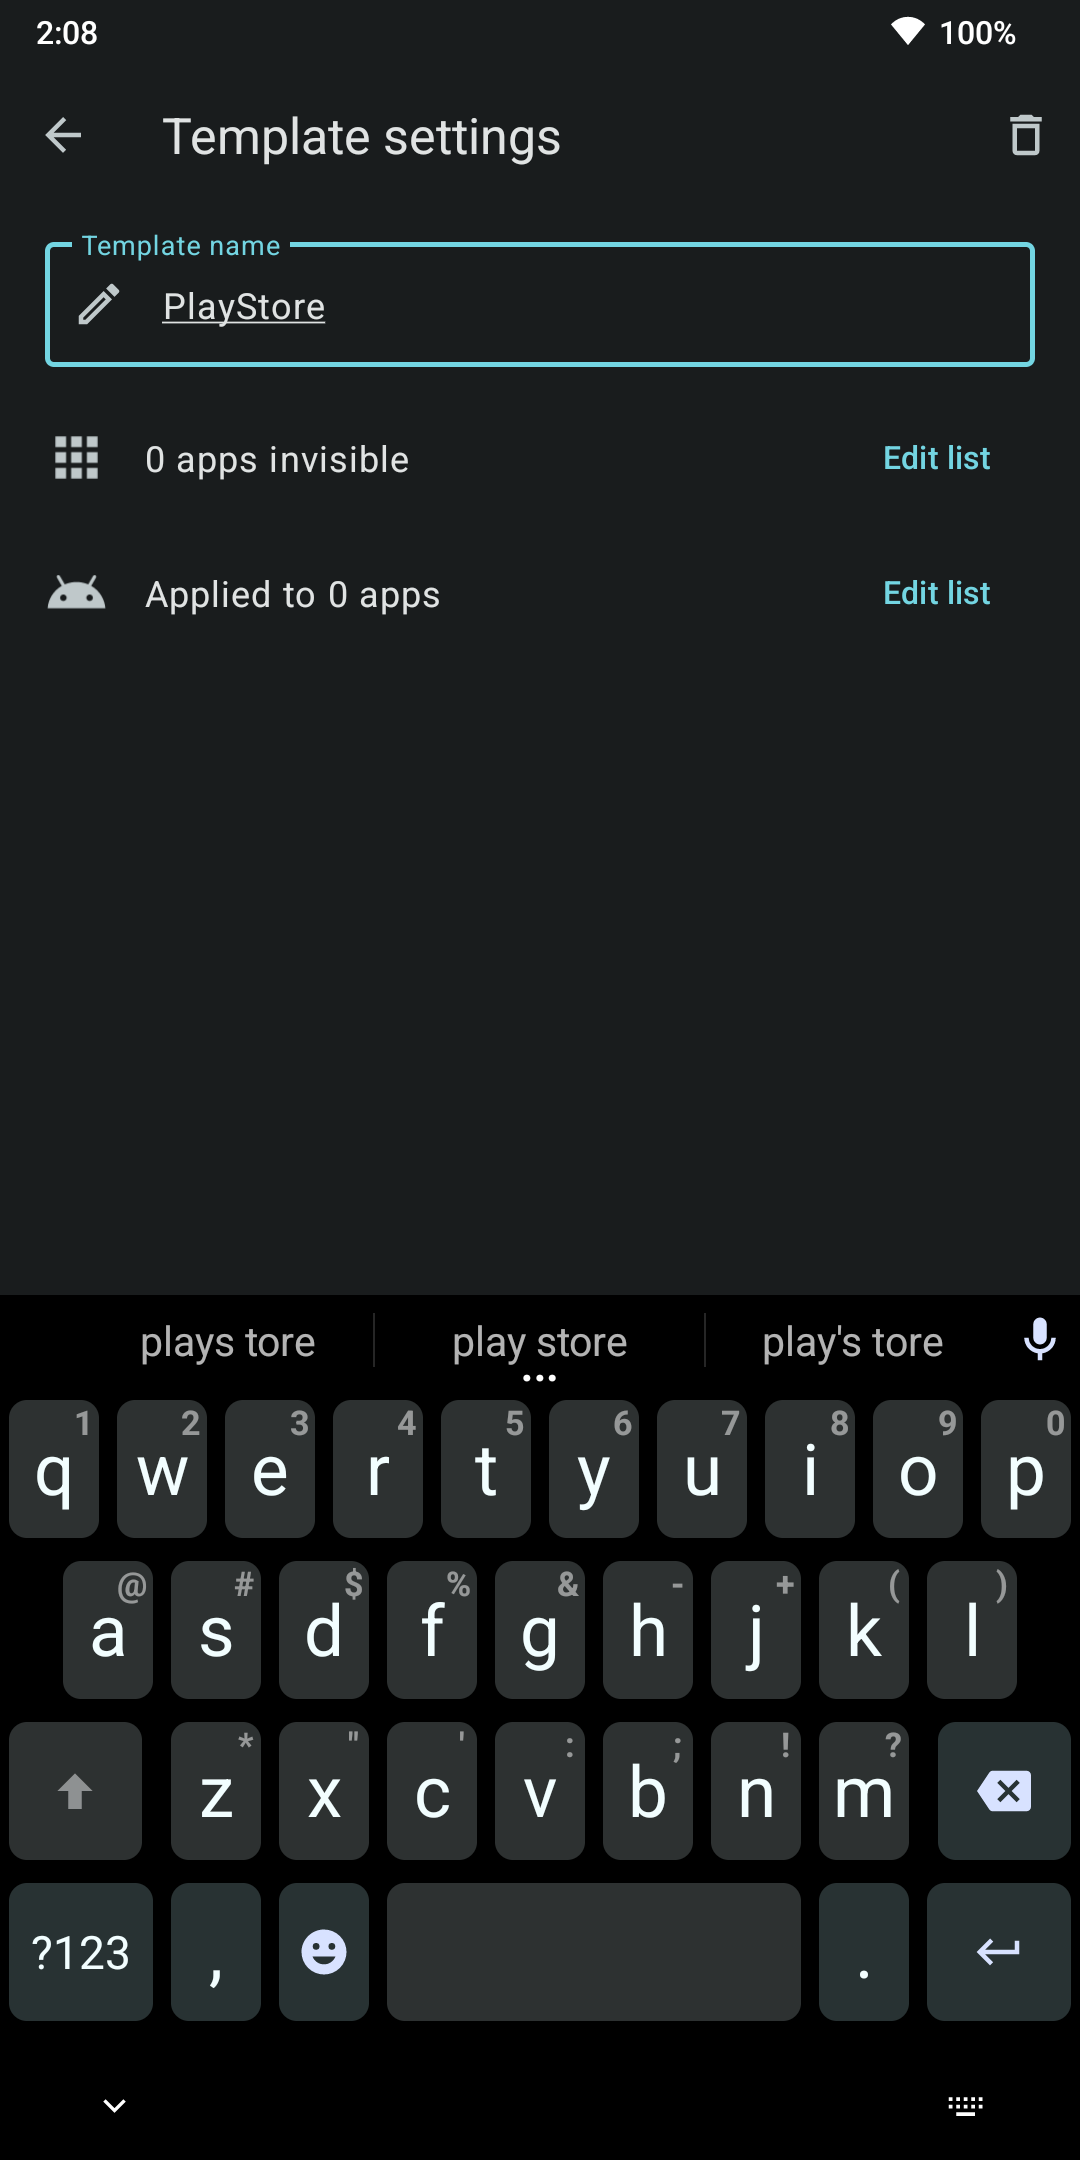 2:08 100%
Template settings
Template name
PlayStore
0 apps invisible Edit list
Applied to 0 apps Edit list
plays tore play store play's tore
1 2 3 4 5 6 7 8 9 0
q w e r t y u i o p
@ # $ % & - + ( )
a s d f g h j k l
* " ' : ; ! ?
z x c v b n m
?123 , .